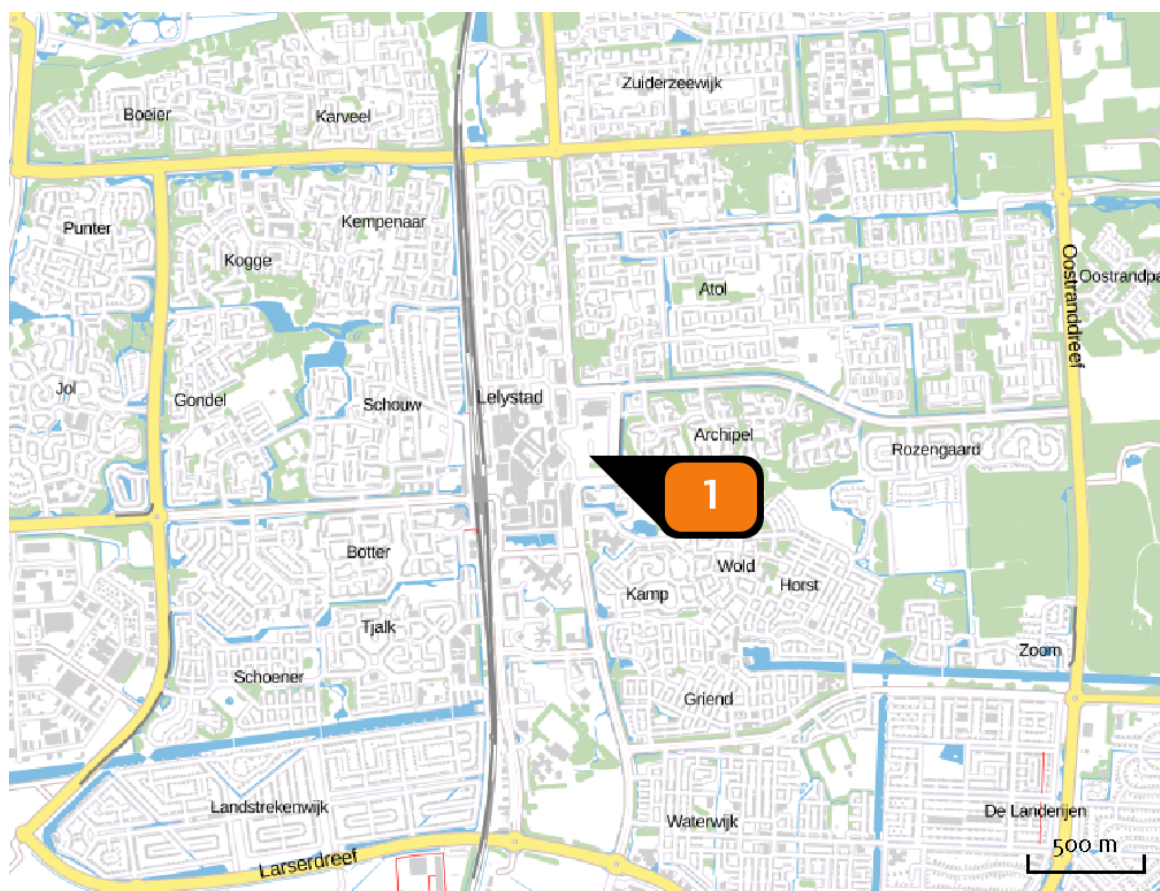 Zuiderzeewijk
Boeier
Karveel
Punter
Kempenaar
Kogge
Oostranddreef
Oostrandpa
Atol
Jol
Gondel
Schouw
Lelystad
Archipel
Rozengaard
1
Botter
Wold
Horst
Kamp
Tjalk
Zoom
Schoener
Griend
Landstrekenwijk
Waterwijk
De Landerijen
500 m
Larserdreef